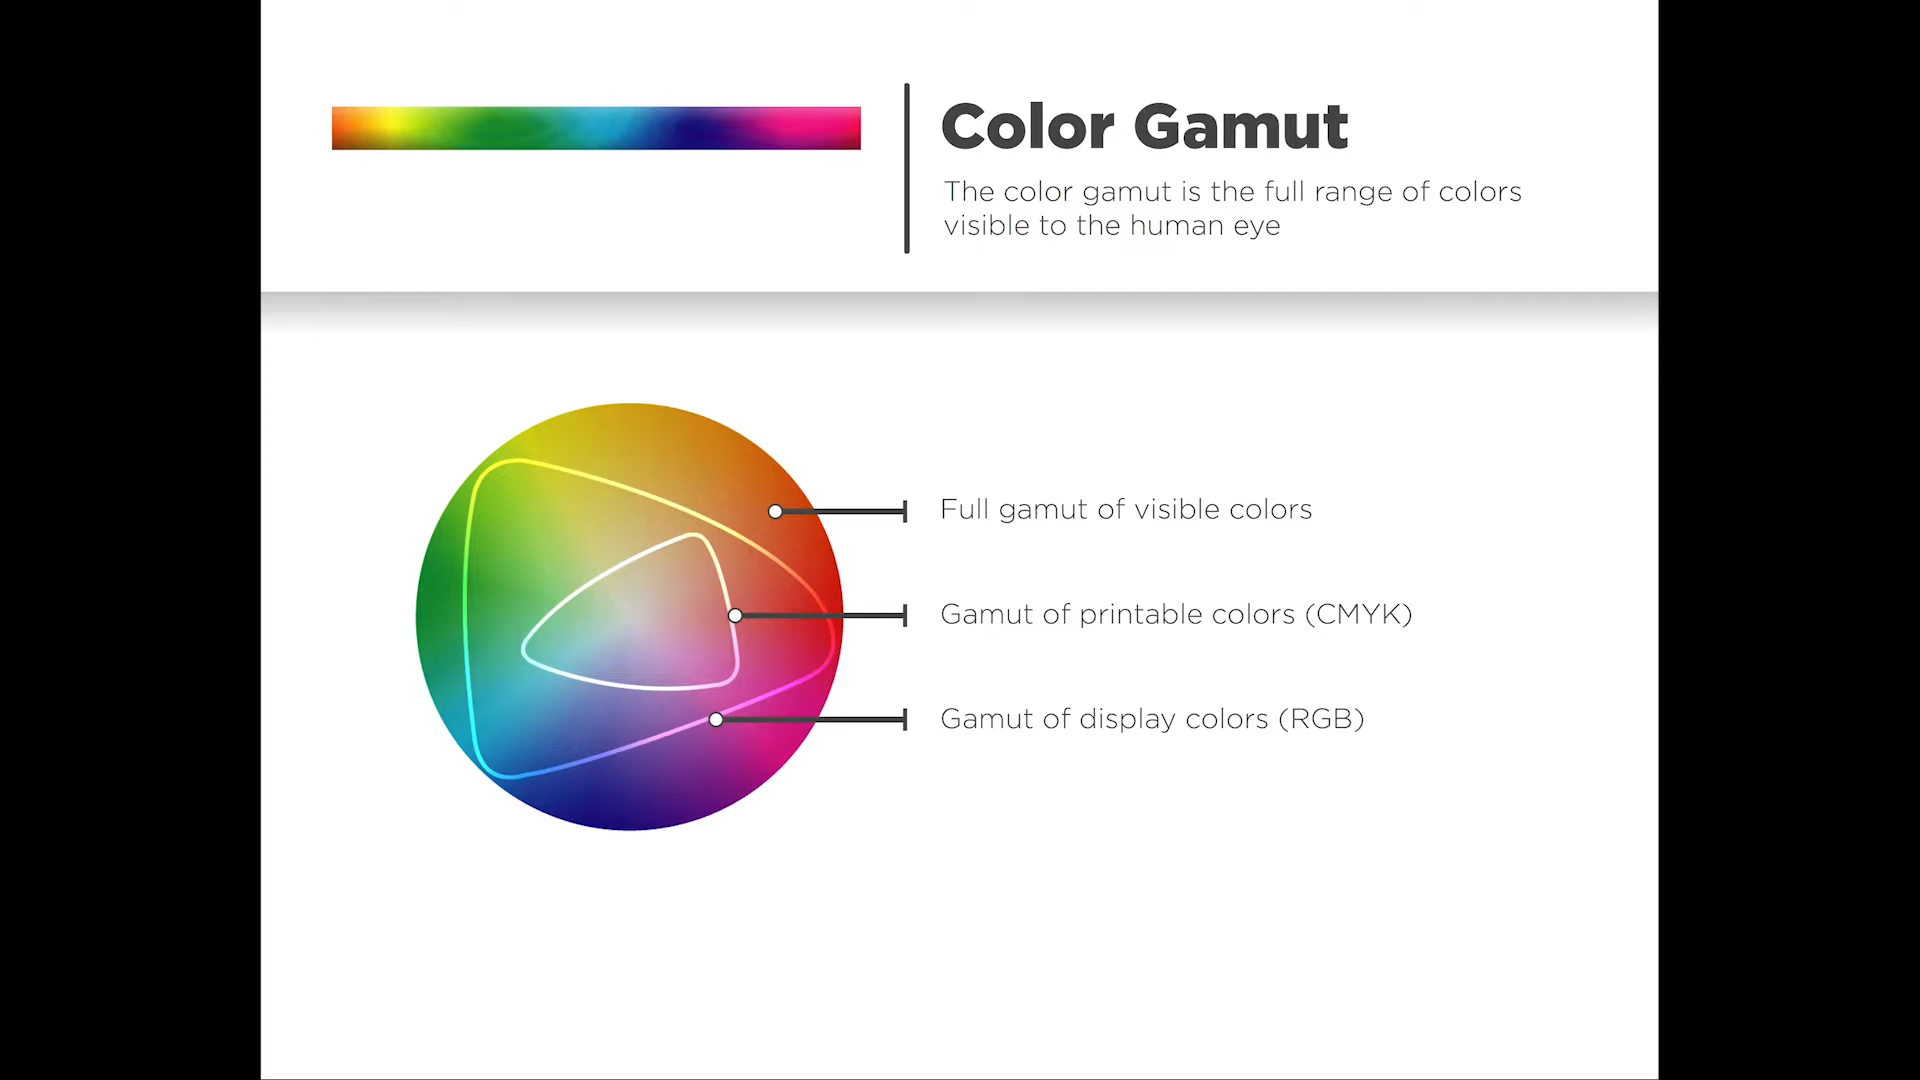 Color Gamut
The color gamut is the full range of colors
visible to the human eye
Full gamut of visible colors
Gamut of printable colors (CMYK)
Gamut of display colors (RGB)